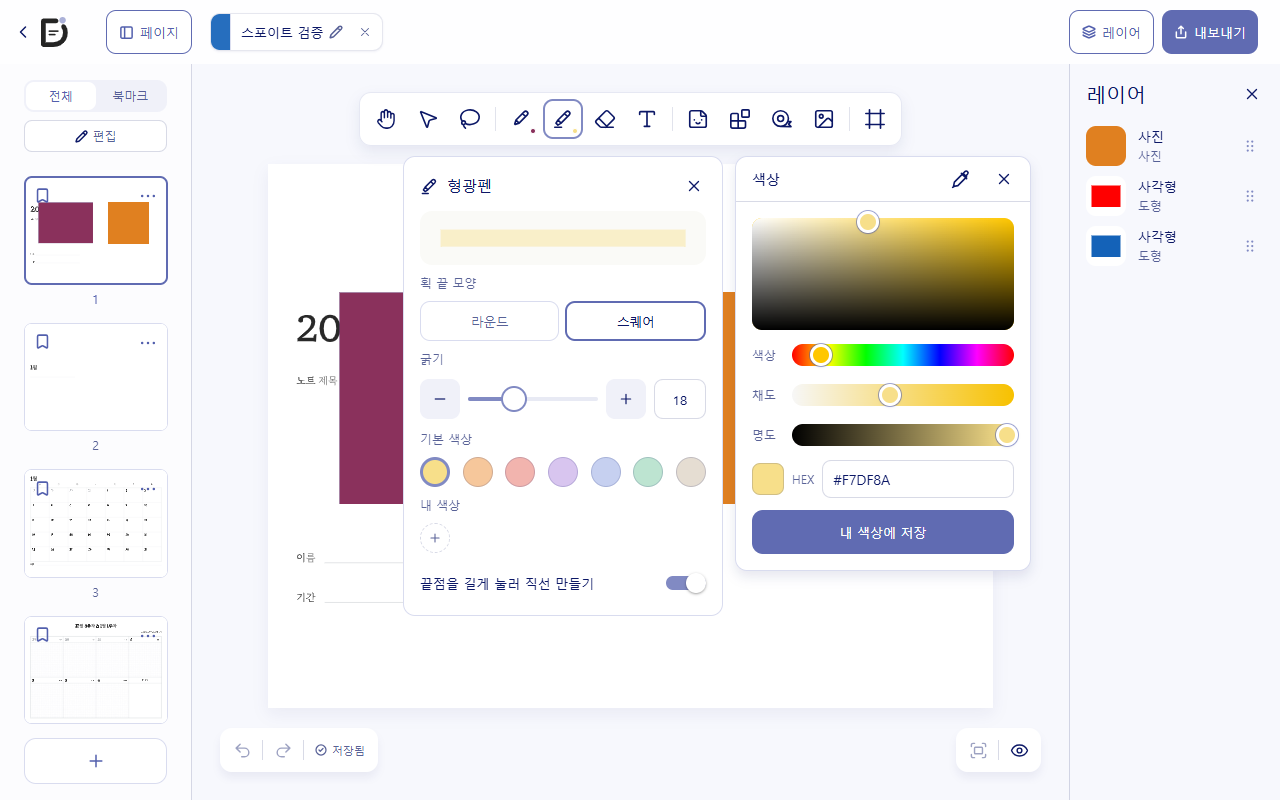 페이지
스포이트 검증
레이어
내보내기
전체
북마크
편집
1
2
3
20
노트 제목
이름
기간
형광펜
획 끝 모양
라운드
스퀘어
굵기
18
기본 색상
내 색상
끝점을 길게 눌러 직선 만들기
색상
색상
채도
명도
HEX
#F7DF8A
내 색상에 저장
저장됨
레이어
사진
사진
사각형
도형
사각형
도형